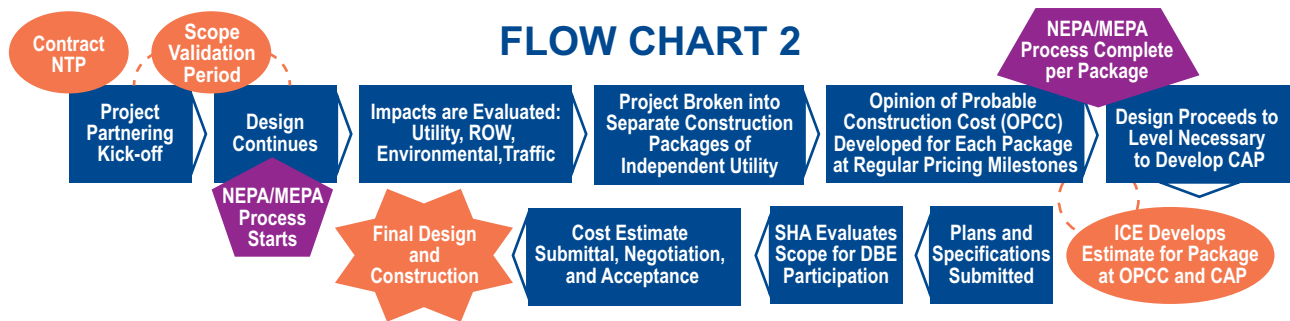 FLOW CHART 2
Contract
NTP
Scope
Validation
Period
Project
Partnering
Kick-off
Design
Continues
NEPA/MEPA
Process
Starts
Impacts are Evaluated:
Utility, ROW,
Environmental,Traffic
Project Broken into
Separate Construction
Packages of
Independent Utility
Opinion of Probable
Construction Cost (OPCC)
Developed for Each Package
at Regular Pricing Milestones
NEPA/MEPA
Process Complete
per Package
Design Proceeds to
Level Necessary
to Develop CAP
ICE Develops
Estimate for Package
at OPCC and CAP
Plans and
Specifications
Submitted
SHA Evaluates
Scope for DBE
Participation
Cost Estimate
Submittal, Negotiation,
and Acceptance
Final Design
and
Construction